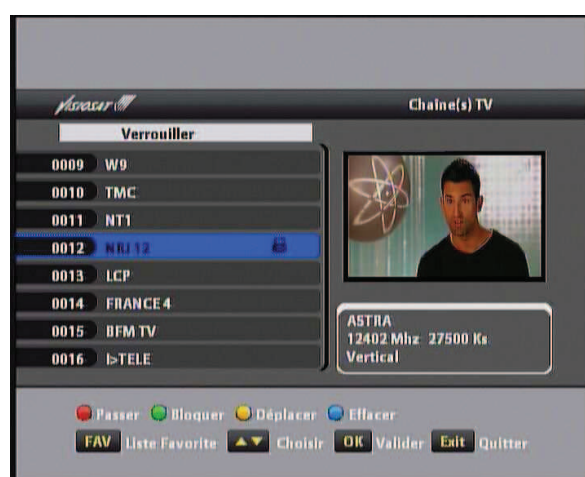 VISIOSAT
Chaine(s) TV
Verrouiller
0009 W9
0010 TMC
0011 NT1
0012 NRJ 12
0013 LCP
0014 FRANCE 4
0015 BFM TV
0016 I>TELE
ASTRA
12402 Mhz 27500 Ks
Vertical
Passer Bloquer Déplacer Effacer
FAV Liste Favorite ▲▼ Choisir OK Valider Exit Quitter